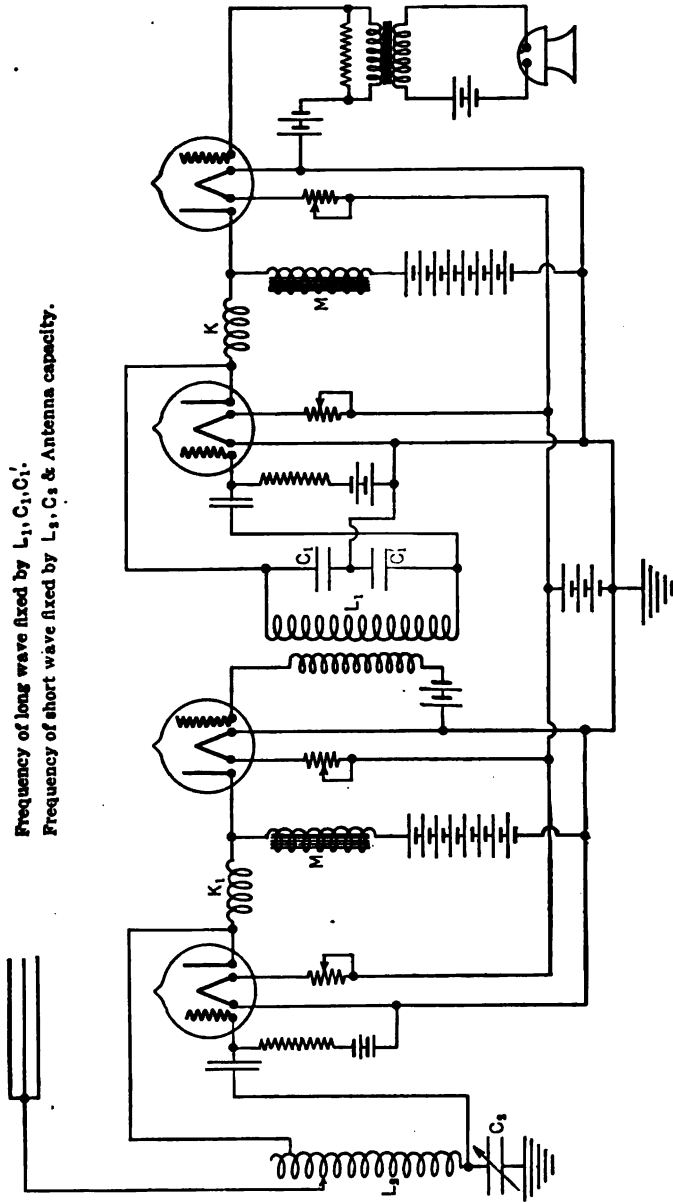 Frequency of long wave fixed by L₁, C₁, C₁'.
Frequency of short wave fixed by L₂, C₂ & Antenna capacity.
L₂
C₂
K₁
M
L₁
C₁
C₁'
K
M